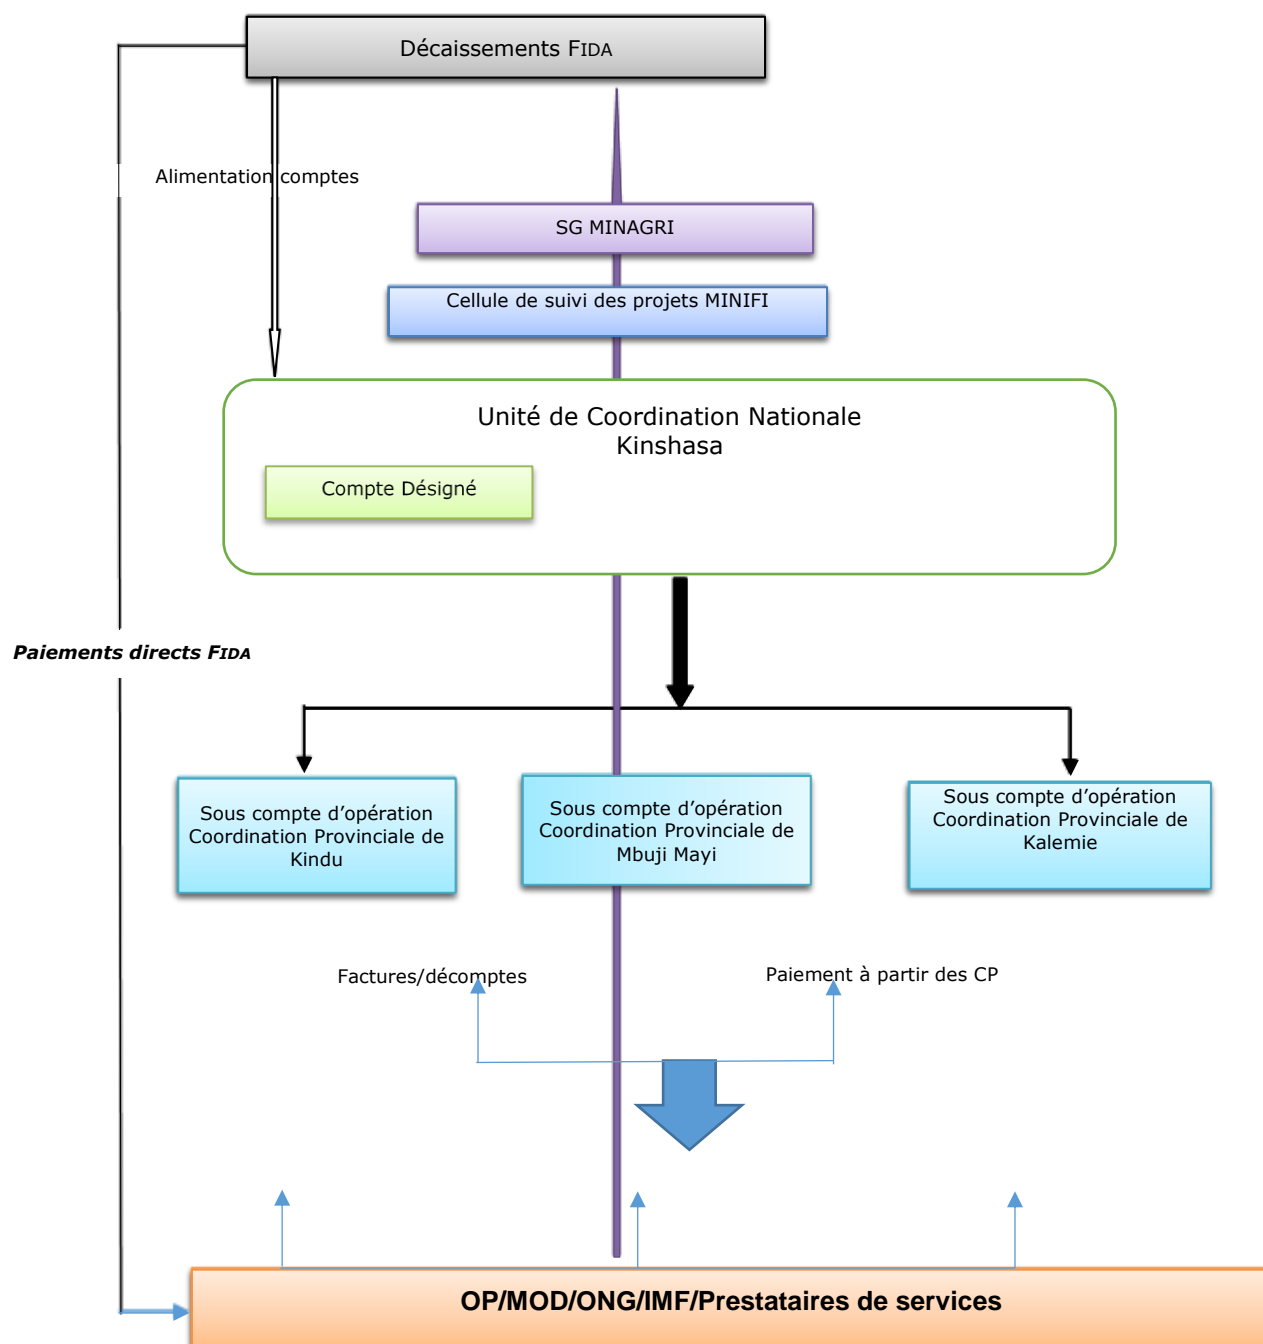 Décaissements FIDA
Alimentation comptes
SG MINAGRI
Cellule de suivi des projets MINIFI
Unité de Coordination Nationale
Kinshasa
Compte Désigné
Paiements directs FIDA
Sous compte d’opération
Coordination Provinciale de
Kindu
Sous compte d’opération
Coordination Provinciale de
Mbuji Mayi
Sous compte d’opération
Coordination Provinciale de
Kalemie
Factures/décomptes
Paiement à partir des CP
OP/MOD/ONG/IMF/Prestataires de services